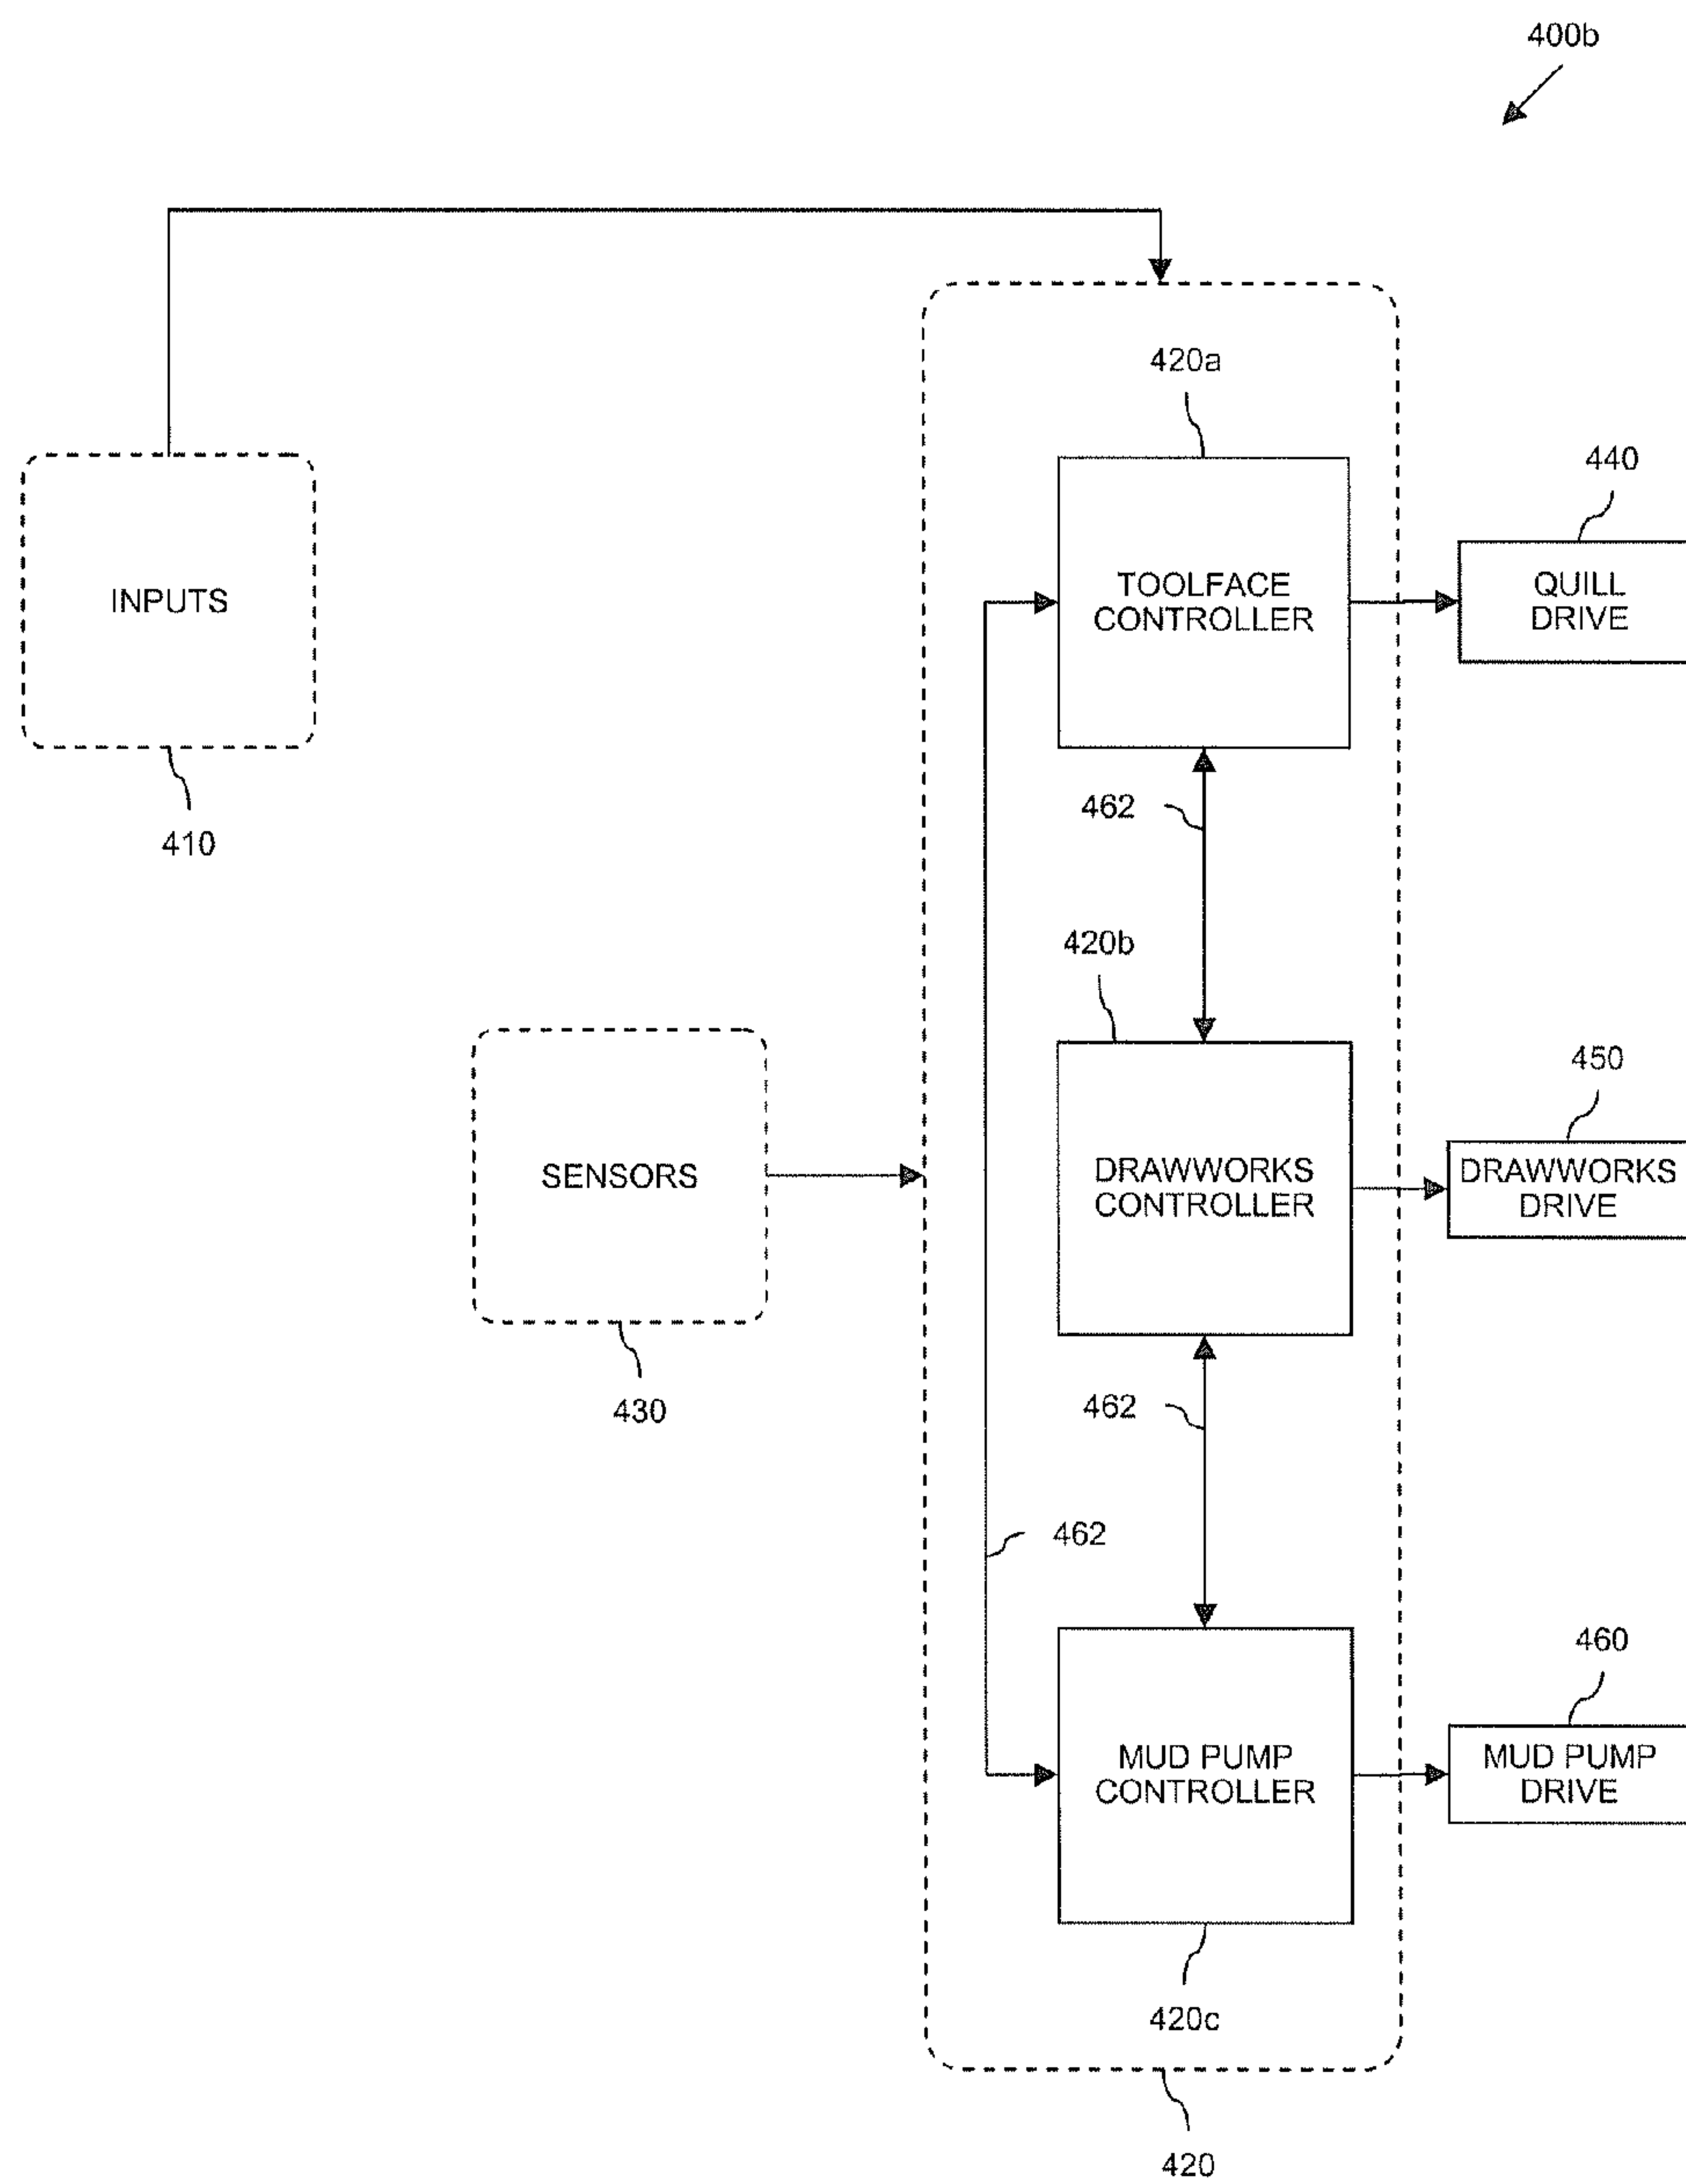 400b
420a
440
INPUTS
TOOLFACE
CONTROLLER
QUILL
DRIVE
462
410
420b
450
SENSORS
DRAWWORKS
CONTROLLER
DRAWWORKS
DRIVE
430
462
462
460
MUD PUMP
CONTROLLER
MUD PUMP
DRIVE
420c
420